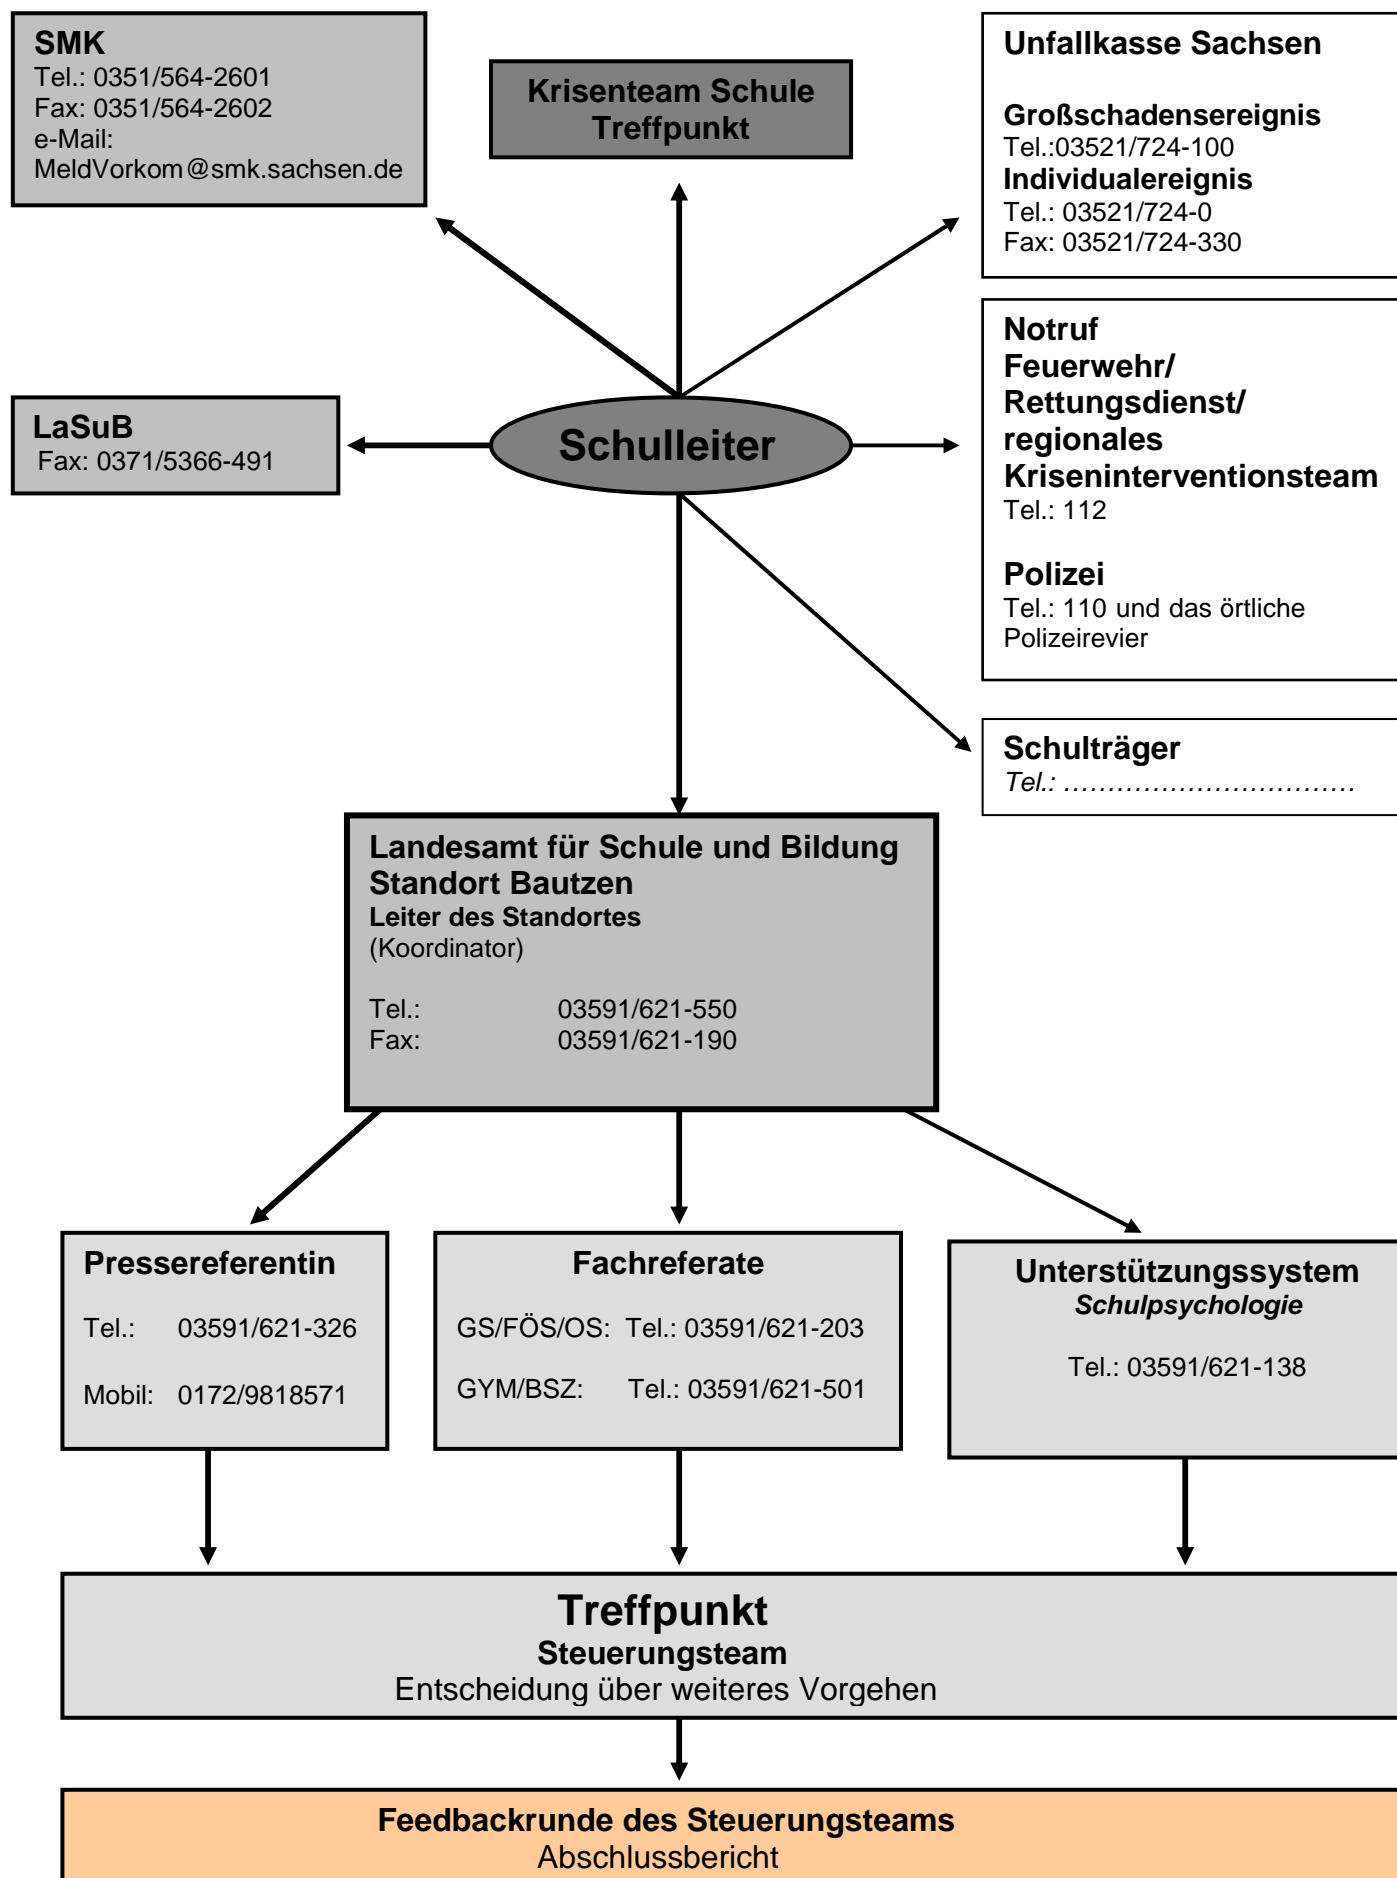 SMK
Tel.: 0351/564-2601
Fax: 0351/564-2602
e-Mail:
MeldVorkom@smk.sachsen.de
Krisenteam Schule
Treffpunkt
Unfallkasse Sachsen
Großschadensereignis
Tel.:03521/724-100
Individualereignis
Tel.: 03521/724-0
Fax: 03521/724-330
Notruf
Feuerwehr/
Rettungsdienst/
regionales
Kriseninterventionsteam
Tel.: 112
Polizei
Tel.: 110 und das örtliche
Polizeirevier
LaSuB
Fax: 0371/5366-491
Schulleiter
Schulträger
Tel.: ……………………………
Landesamt für Schule und Bildung
Standort Bautzen
Leiter des Standortes
(Koordinator)
Tel.: 03591/621-550
Fax: 03591/621-190
Pressereferentin
Tel.: 03591/621-326
Mobil: 0172/9818571
Fachreferate
GS/FÖS/OS: Tel.: 03591/621-203
GYM/BSZ: Tel.: 03591/621-501
Unterstützungssystem
Schulpsychologie
Tel.: 03591/621-138
Treffpunkt
Steuerungsteam
Entscheidung über weiteres Vorgehen
Feedbackrunde des Steuerungsteams
Abschlussbericht